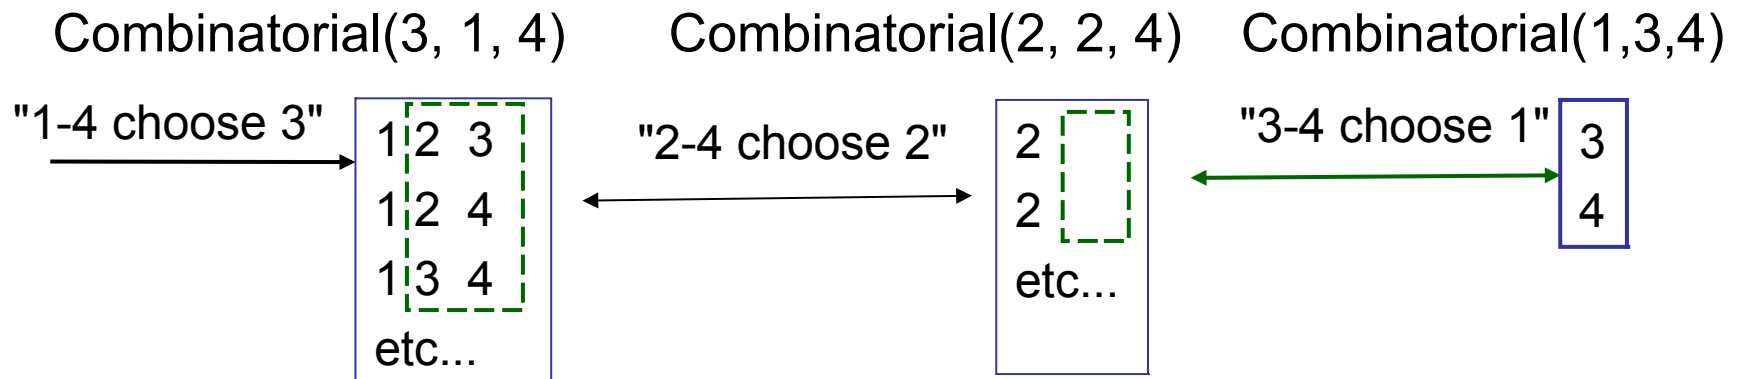 Combinatorial(3, 1, 4)
Combinatorial(2, 2, 4)
Combinatorial(1,3,4)
"1-4 choose 3"
1 2 3
1 2 4
1 3 4
etc...
"2-4 choose 2"
2
2
etc...
"3-4 choose 1"
3
4